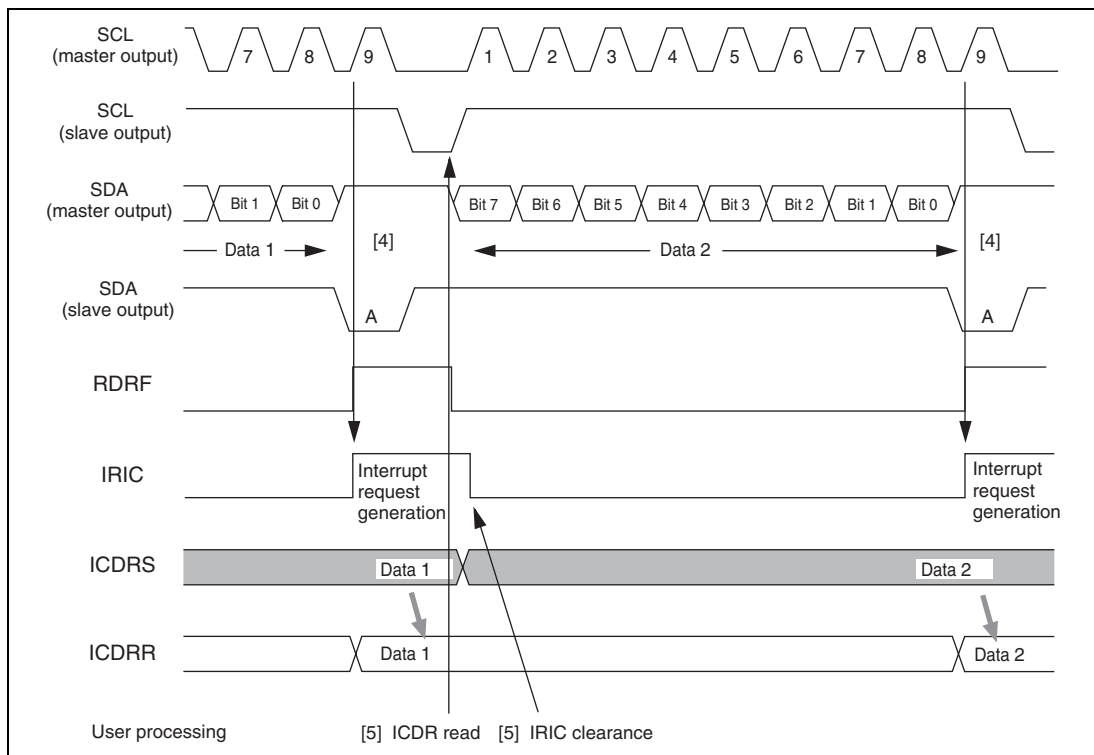 SCL
(master output)
7 8 9 1 2 3 4 5 6 7 8 9
SCL
(slave output)
SDA
(master output)
Bit 1 Bit 0 Bit 7 Bit 6 Bit 5 Bit 4 Bit 3 Bit 2 Bit 1 Bit 0
Data 1 [4] Data 2 [4]
SDA
(slave output)
A A
RDRF
IRIC
Interrupt
request
generation
Interrupt
request
generation
ICDRS
Data 1 Data 2
ICDRR
Data 1 Data 2
User processing [5] ICDR read [5] IRIC clearance